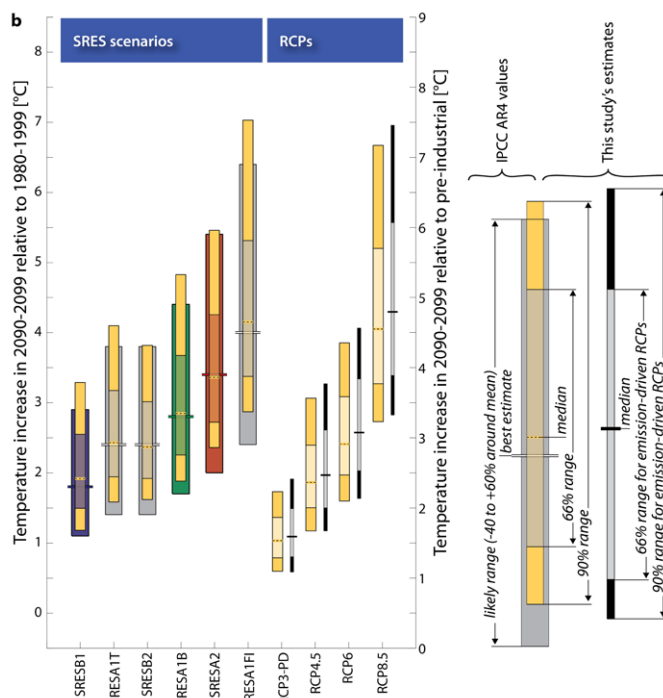 b
SRES scenarios
RCPs
Temperature increase in 2090-2099 relative to 1980-1999 [°C]
8
7
6
5
4
3
2
1
0
Temperature increase in 2090-2099 relative to pre-industrial [°C]
9
8
7
6
5
4
3
2
1
0
SRESB1
RESA1T
SRESB2
RESA1B
SRESA2
RESA1FI
CP3-PD
RCP4.5
RCP6
RCP8.5
IPCC AR4 values
This study's estimates
likely range (-40 to +60% around mean)
best estimate
median
66% range
90% range
median
66% range for emission-driven RCPs
90% range for emission-driven RCPs